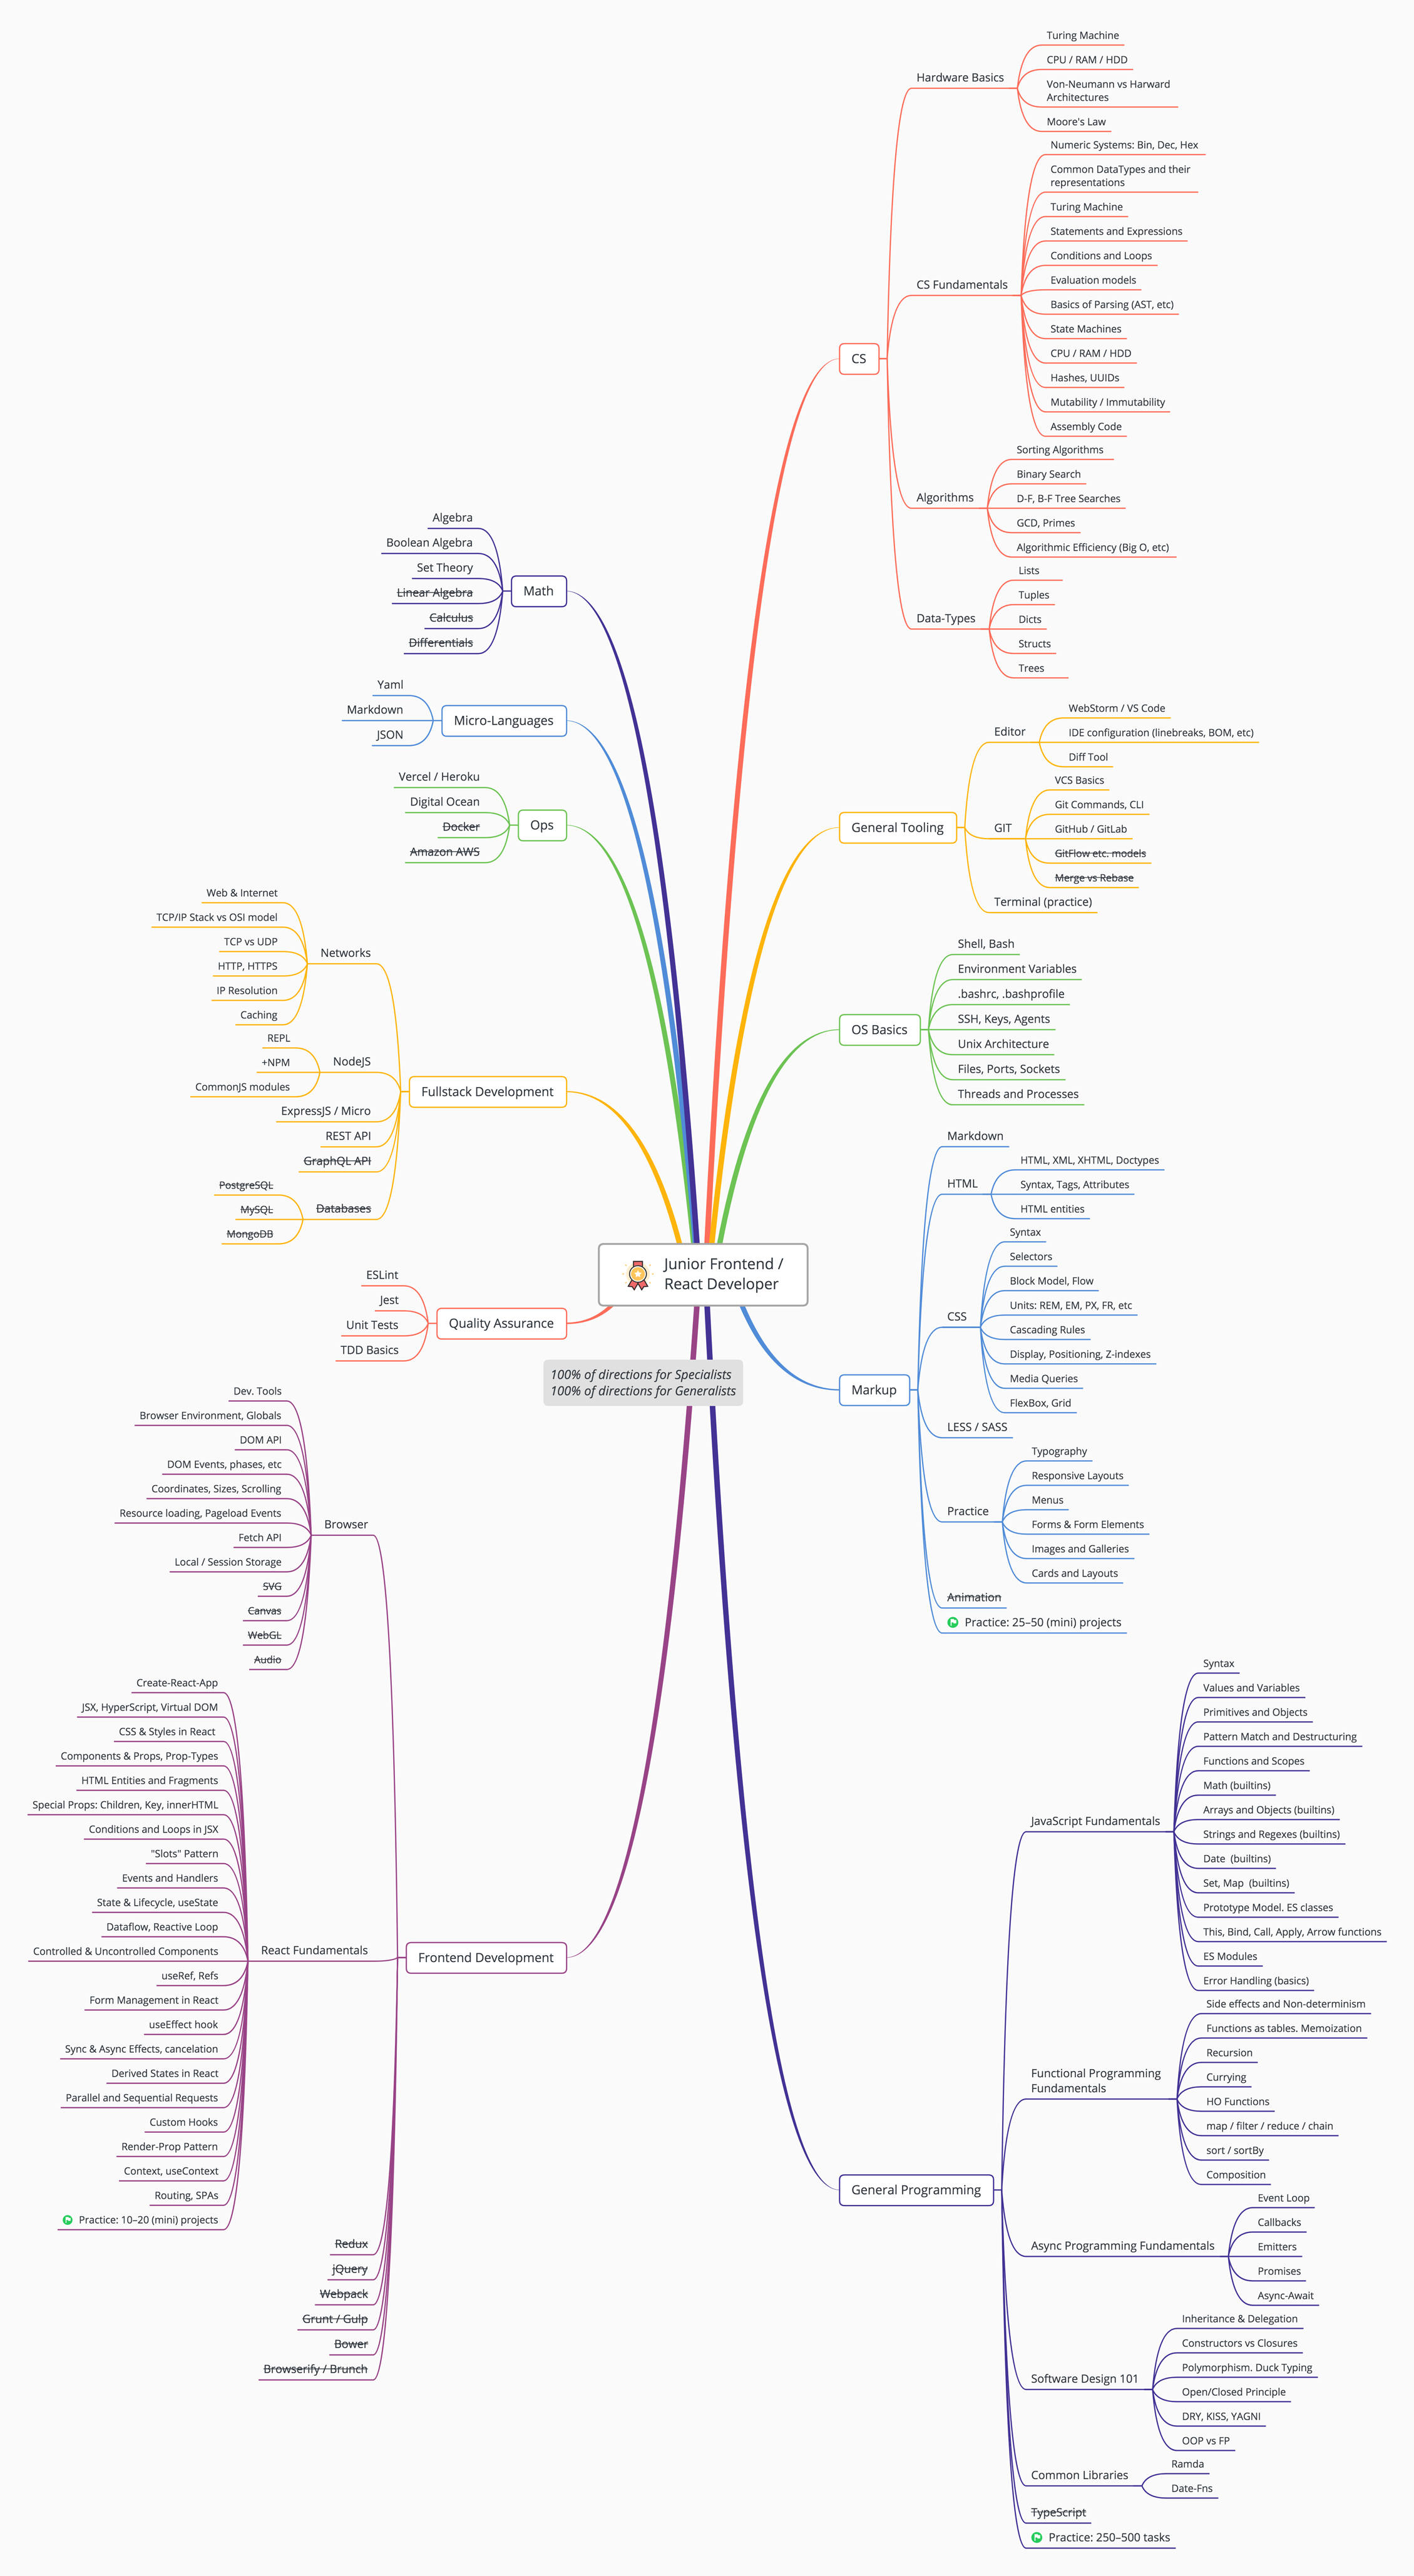 Junior Frontend /
React Developer
100% of directions for Specialists
100% of directions for Generalists
CS
Hardware Basics
Turing Machine
CPU / RAM / HDD
Von-Neumann vs Harward
Architectures
Moore's Law
CS Fundamentals
Numeric Systems: Bin, Dec, Hex
Common DataTypes and their
representations
Turing Machine
Statements and Expressions
Conditions and Loops
Evaluation models
Basics of Parsing (AST, etc)
State Machines
CPU / RAM / HDD
Hashes, UUIDs
Mutability / Immutability
Assembly Code
Algorithms
Sorting Algorithms
Binary Search
D-F, B-F Tree Searches
GCD, Primes
Algorithmic Efficiency (Big O, etc)
Data-Types
Lists
Tuples
Dicts
Structs
Trees
General Tooling
Editor
WebStorm / VS Code
IDE configuration (linebreaks, BOM, etc)
Diff Tool
GIT
VCS Basics
Git Commands, CLI
GitHub / GitLab
GitFlow etc. models
Merge vs Rebase
Terminal (practice)
OS Basics
Shell, Bash
Environment Variables
.bashrc, .bashprofile
SSH, Keys, Agents
Unix Architecture
Files, Ports, Sockets
Threads and Processes
Markup
Markdown
HTML
HTML, XML, XHTML, Doctypes
Syntax, Tags, Attributes
HTML entities
CSS
Syntax
Selectors
Block Model, Flow
Units: REM, EM, PX, FR, etc
Cascading Rules
Display, Positioning, Z-indexes
Media Queries
FlexBox, Grid
LESS / SASS
Practice
Typography
Responsive Layouts
Menus
Forms & Form Elements
Images and Galleries
Cards and Layouts
Animation
Practice: 25–50 (mini) projects
General Programming
JavaScript Fundamentals
Syntax
Values and Variables
Primitives and Objects
Pattern Match and Destructuring
Functions and Scopes
Math (builtins)
Arrays and Objects (builtins)
Strings and Regexes (builtins)
Date (builtins)
Set, Map (builtins)
Prototype Model. ES classes
This, Bind, Call, Apply, Arrow functions
ES Modules
Error Handling (basics)
Functional Programming
Fundamentals
Side effects and Non-determinism
Functions as tables. Memoization
Recursion
Currying
HO Functions
map / filter / reduce / chain
sort / sortBy
Composition
Async Programming Fundamentals
Event Loop
Callbacks
Emitters
Promises
Async-Await
Software Design 101
Inheritance & Delegation
Constructors vs Closures
Polymorphism. Duck Typing
Open/Closed Principle
DRY, KISS, YAGNI
OOP vs FP
Common Libraries
Ramda
Date-Fns
TypeScript
Practice: 250–500 tasks
Math
Algebra
Boolean Algebra
Set Theory
Linear Algebra
Calculus
Differentials
Micro-Languages
Yaml
Markdown
JSON
Ops
Vercel / Heroku
Digital Ocean
Docker
Amazon AWS
Fullstack Development
Networks
Web & Internet
TCP/IP Stack vs OSI model
TCP vs UDP
HTTP, HTTPS
IP Resolution
Caching
NodeJS
REPL
+NPM
CommonJS modules
ExpressJS / Micro
REST API
GraphQL API
Databases
PostgreSQL
MySQL
MongoDB
Quality Assurance
ESLint
Jest
Unit Tests
TDD Basics
Frontend Development
Browser
Dev. Tools
Browser Environment, Globals
DOM API
DOM Events, phases, etc
Coordinates, Sizes, Scrolling
Resource loading, Pageload Events
Fetch API
Local / Session Storage
SVG
Canvas
WebGL
Audio
React Fundamentals
Create-React-App
JSX, HyperScript, Virtual DOM
CSS & Styles in React
Components & Props, Prop-Types
HTML Entities and Fragments
Special Props: Children, Key, innerHTML
Conditions and Loops in JSX
"Slots" Pattern
Events and Handlers
State & Lifecycle, useState
Dataflow, Reactive Loop
Controlled & Uncontrolled Components
useRef, Refs
Form Management in React
useEffect hook
Sync & Async Effects, cancelation
Derived States in React
Parallel and Sequential Requests
Custom Hooks
Render-Prop Pattern
Context, useContext
Routing, SPAs
Practice: 10–20 (mini) projects
Redux
jQuery
Webpack
Grunt / Gulp
Bower
Browserify / Brunch